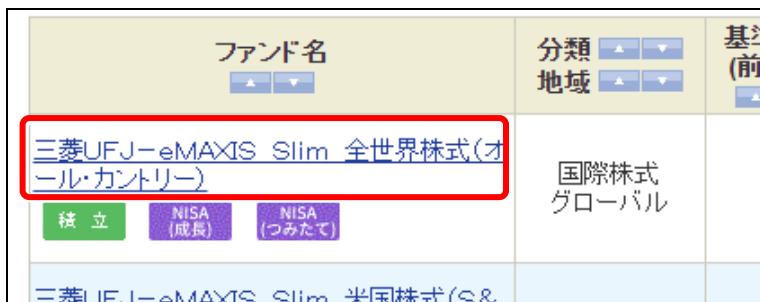 ファンド名
分類
地域
(前
三菱UFJ－eMAXIS Slim 全世界株式(オ
ール・カントリー)
積立
NISA
(成長)
NISA
(つみたて)
国際株式
グローバル
三菱UFJ－eMAXIS Slim 米国株式(S&